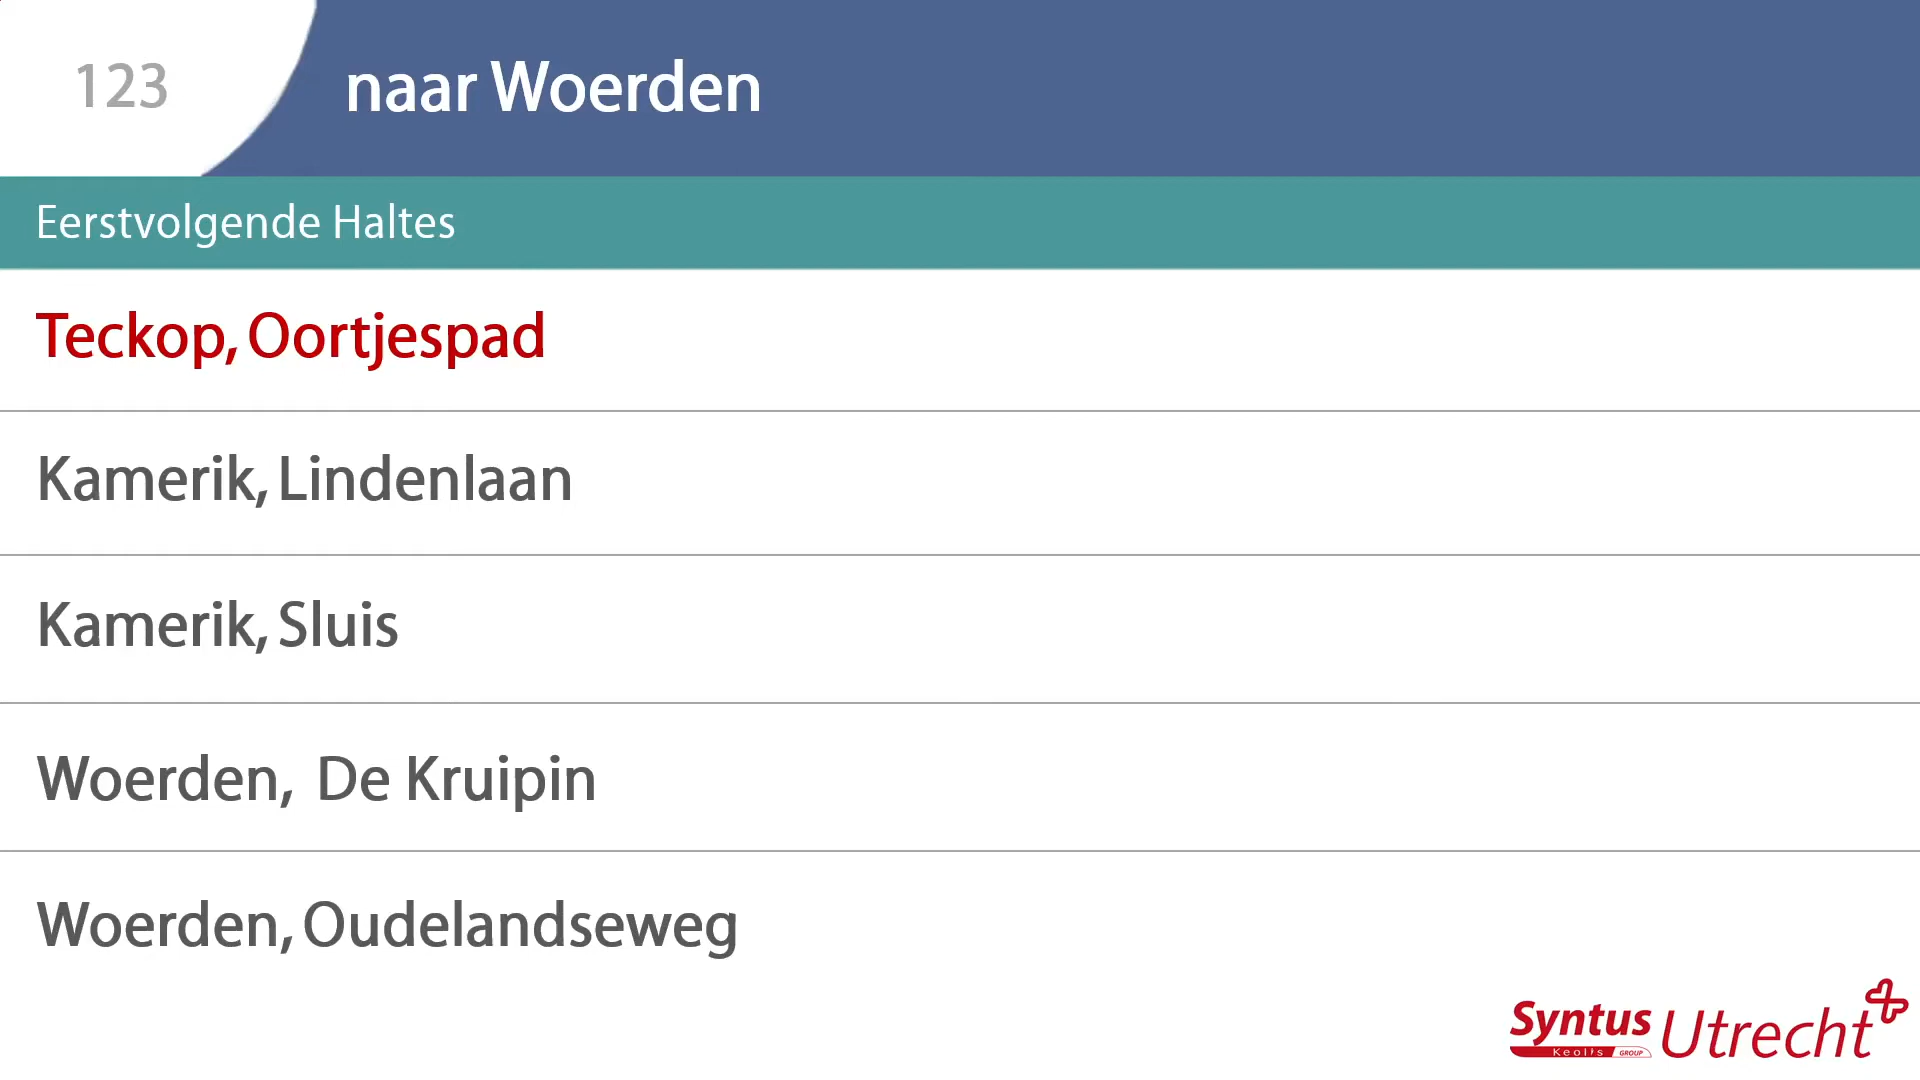 123 naar Woerden
Eerstvolgende Haltes
Teckop, Oortjespad
Kamerik, Lindenlaan
Kamerik, Sluis
Woerden, De Kruipin
Woerden, Oudelandseweg
Syntus Utrecht
Keolis GROUP